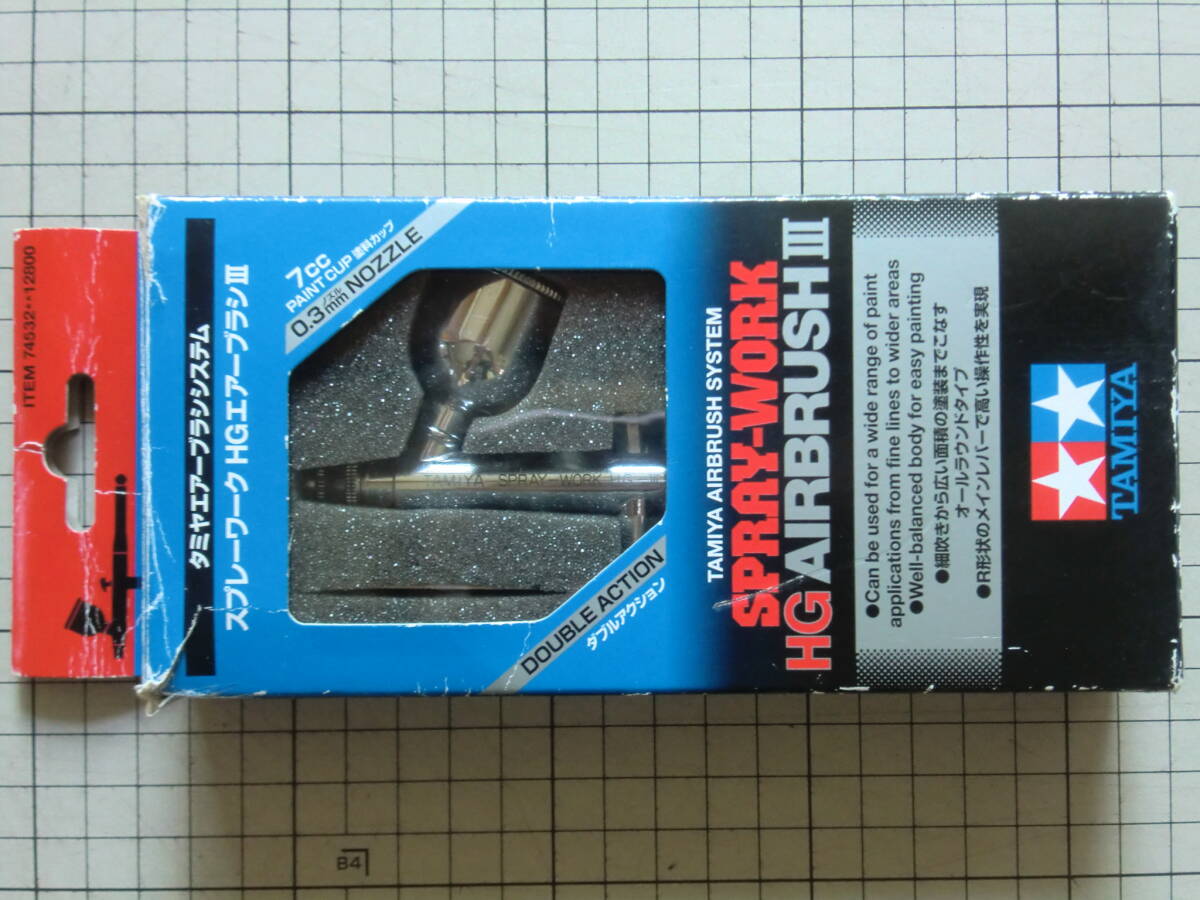 ITEM 74532**12800
タミヤエアーブラシシステム
スプレーワーク HGエアーブラシIII
7cc
PAINT CUP 塗料カップ
ノズル
0.3mm NOZZLE
TAMIYA SPRAY-WORK HG
DOUBLE ACTION
ダブルアクション
TAMIYA AIRBRUSH SYSTEM
SPRAY-WORK
HG AIRBRUSH III
●Can be used for a wide range of paint
applications from fine lines to wider areas
●Well-balanced body for easy painting
●細吹きから広い面積の塗装までこなす
オールラウンドタイプ
●R形状のメインレバーで高い操作性を実現
TAMIYA
B4